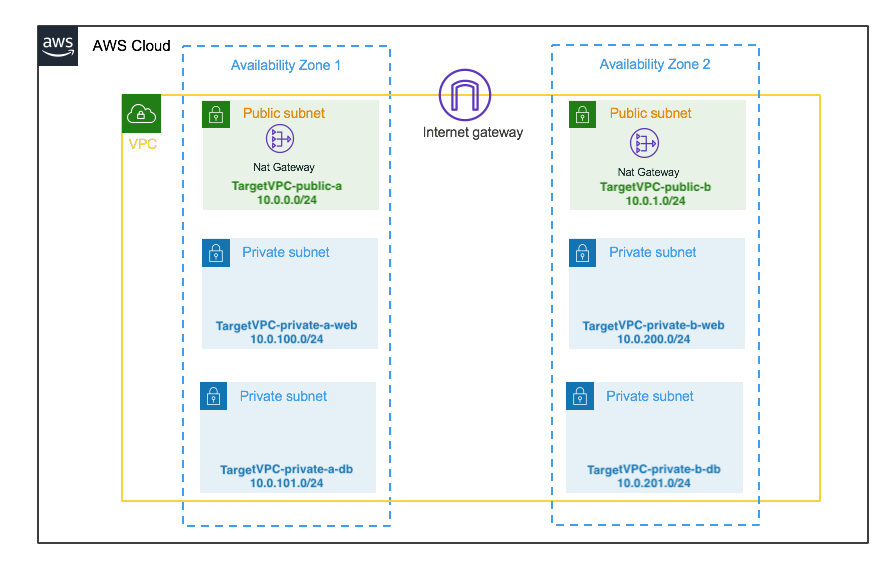 aws
AWS Cloud
Availability Zone 1
Availability Zone 2
VPC
Internet gateway
Public subnet
Nat Gateway
TargetVPC-public-a
10.0.0.0/24
Public subnet
Nat Gateway
TargetVPC-public-b
10.0.1.0/24
Private subnet
TargetVPC-private-a-web
10.0.100.0/24
Private subnet
TargetVPC-private-b-web
10.0.200.0/24
Private subnet
TargetVPC-private-a-db
10.0.101.0/24
Private subnet
TargetVPC-private-b-db
10.0.201.0/24